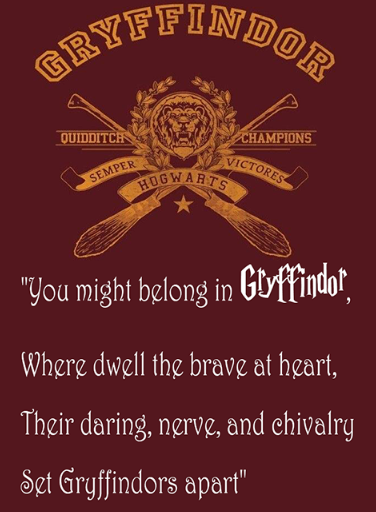 GRYFFINDOR
QUIDDITCH CHAMPIONS
SEMPER VICTORES
HOGWARTS
"You might belong in Gryffindor,
Where dwell the brave at heart,
Their daring, nerve, and chivalry
Set Gryffindors apart"